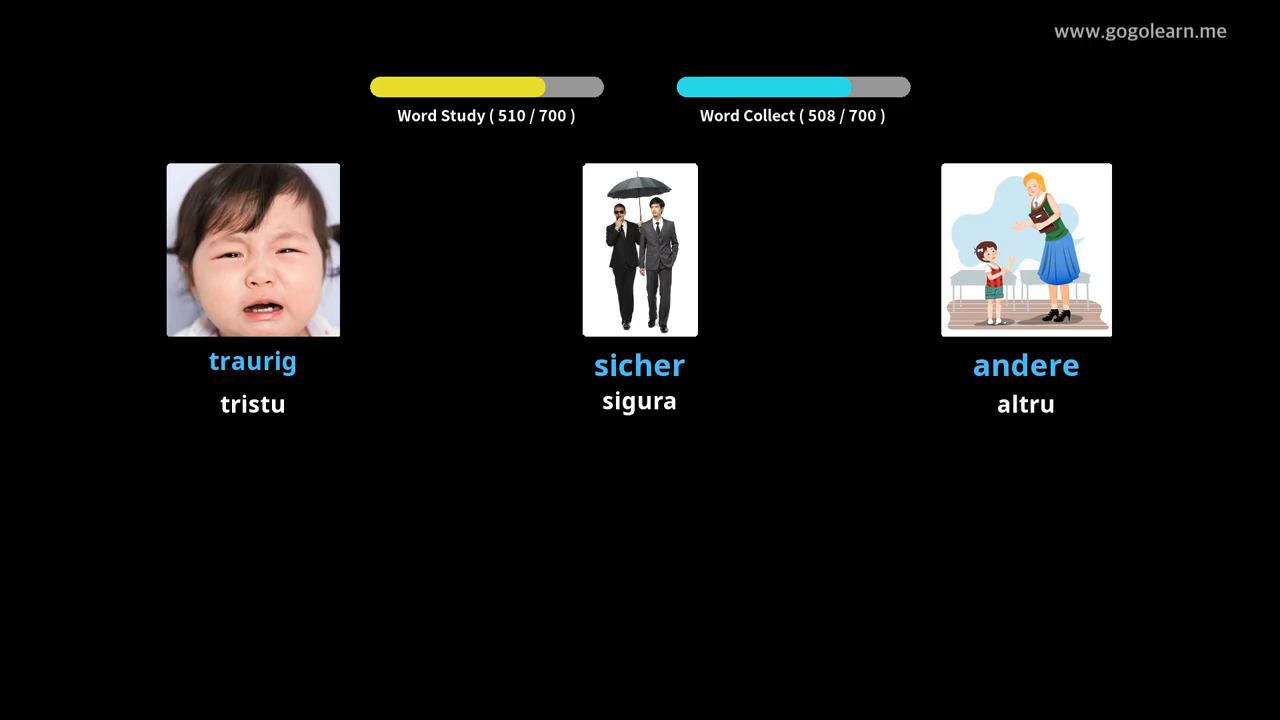 www.gogolearn.me
Word Study ( 510 / 700 )
Word Collect ( 508 / 700 )
traurig
tristu
sicher
sigura
andere
altru